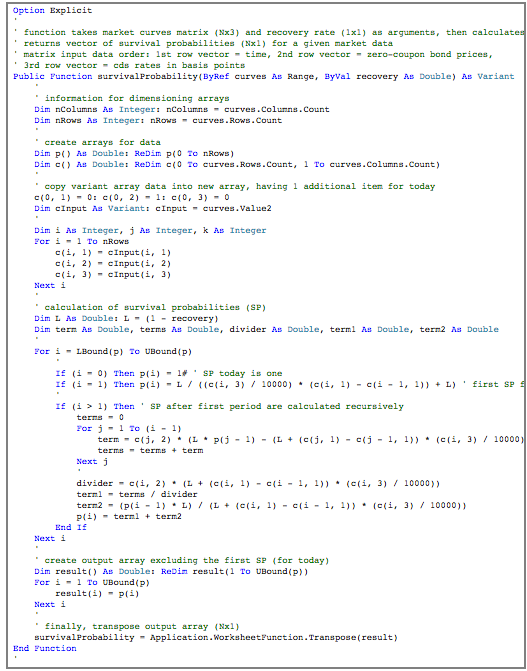 Option Explicit
'
' function takes market curves matrix (Nx3) and recovery rate (1x1) as arguments, then calculates
' returns vector of survival probabilities (Nx1) for a given market data
' matrix input data order: 1st row vector = time, 2nd row vector = zero-coupon bond prices,
' 3rd row vector = cds rates in basis points
Public Function survivalProbability(ByRef curves As Range, ByVal recovery As Double) As Variant
'
' information for dimensioning arrays
Dim nColumns As Integer: nColumns = curves.Columns.Count
Dim nRows As Integer: nRows = curves.Rows.Count
'
' create arrays for data
Dim p() As Double: ReDim p(0 To nRows)
Dim c() As Double: ReDim c(0 To curves.Rows.Count, 1 To curves.Columns.Count)
'
' copy variant array data into new array, having 1 additional item for today
c(0, 1) = 0: c(0, 2) = 1: c(0, 3) = 0
Dim cInput As Variant: cInput = curves.Value2
'
Dim i As Integer, j As Integer, k As Integer
For i = 1 To nRows
c(i, 1) = cInput(i, 1)
c(i, 2) = cInput(i, 2)
c(i, 3) = cInput(i, 3)
Next i
'
' calculation of survival probabilities (SP)
Dim L As Double: L = (1 - recovery)
Dim term As Double, terms As Double, divider As Double, term1 As Double, term2 As Double
'
For i = LBound(p) To UBound(p)
'
If (i = 0) Then p(i) = 1# ' SP today is one
If (i = 1) Then p(i) = L / ((c(i, 3) / 10000) * (c(i, 1) - c(i - 1, 1)) + L) ' first SP f
'
If (i > 1) Then ' SP after first period are calculated recursively
terms = 0
For j = 1 To (i - 1)
term = c(j, 2) * (L * p(j - 1) - (L + (c(j, 1) - c(j - 1, 1)) * (c(i, 3) / 10000)
terms = terms + term
Next j
'
divider = c(i, 2) * (L + (c(i, 1) - c(i - 1, 1)) * (c(i, 3) / 10000))
term1 = terms / divider
term2 = (p(i - 1) * L) / (L + (c(i, 1) - c(i - 1, 1)) * (c(i, 3) / 10000))
p(i) = term1 + term2
End If
Next i
'
' create output array excluding the first SP (for today)
Dim result() As Double: ReDim result(1 To UBound(p))
For i = 1 To UBound(p)
result(i) = p(i)
Next i
'
' finally, transpose output array (Nx1)
survivalProbability = Application.WorksheetFunction.Transpose(result)
End Function
'